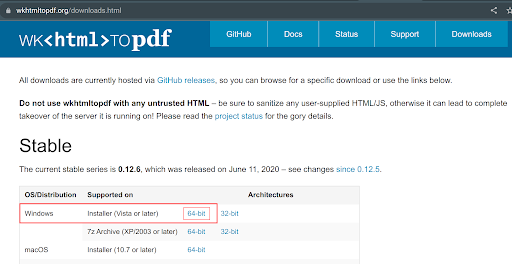 wkhtmltopdf.org/downloads.html
WK<html>TOpdf
GitHub Docs Status Support Downloads
All downloads are currently hosted via GitHub releases, so you can browse for a specific download or use the links below.
Do not use wkhtmltopdf with any untrusted HTML – be sure to sanitize any user-supplied HTML/JS, otherwise it can lead to complete
takeover of the server it is running on! Please read the project status for the gory details.
Stable
The current stable series is 0.12.6, which was released on June 11, 2020 – see changes since 0.12.5.
OS/Distribution Supported on Architectures
Windows Installer (Vista or later) 64-bit 32-bit
7z Archive (XP/2003 or later) 64-bit 32-bit
macOS Installer (10.7 or later) 64-bit